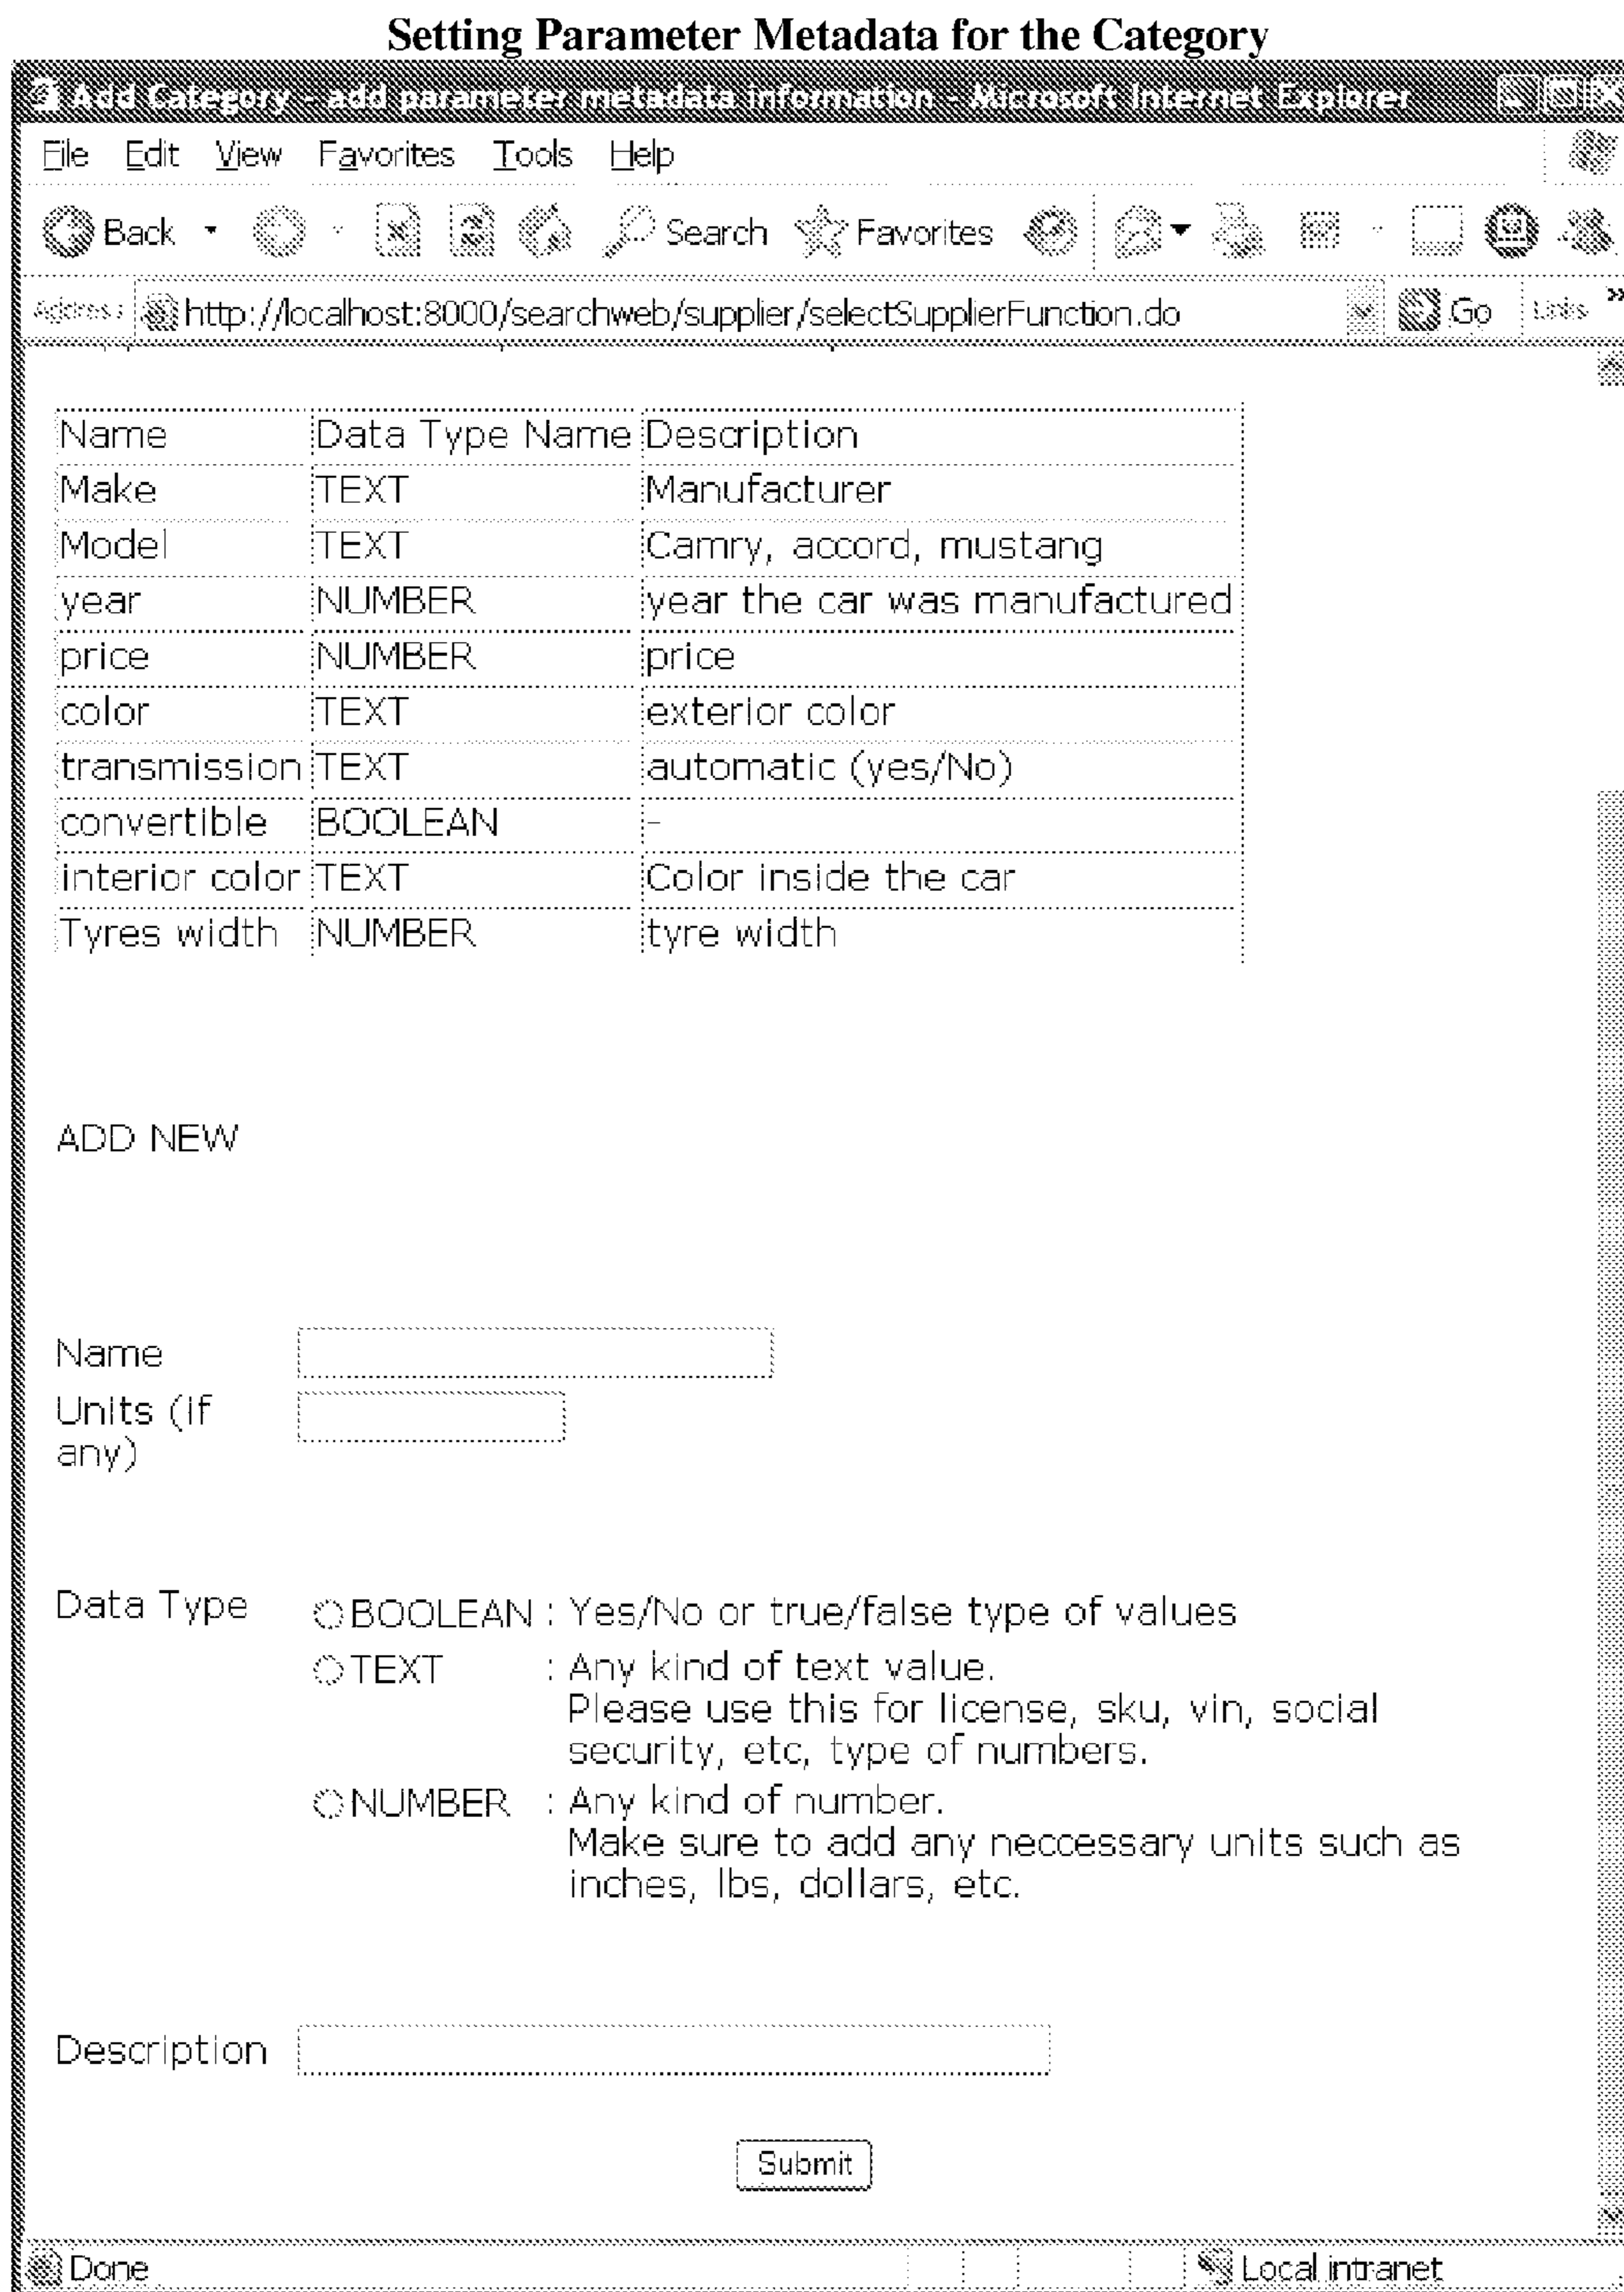 Setting Parameter Metadata for the Category
Add Category - add parameter metadata information - Microsoft Internet Explorer
File Edit View Favorites Tools Help
Back Search Favorites
Address http://localhost:8000/searchweb/supplier/selectSupplierFunction.do Go Links »
Name Data Type Name Description
Make TEXT Manufacturer
Model TEXT Camry, accord, mustang
year NUMBER year the car was manufactured
price NUMBER price
color TEXT exterior color
transmission TEXT automatic (yes/No)
convertible BOOLEAN -
interior color TEXT Color inside the car
Tyres width NUMBER tyre width
ADD NEW
Name
Units (if
any)
Data Type BOOLEAN : Yes/No or true/false type of values
TEXT : Any kind of text value.
Please use this for license, sku, vin, social
security, etc, type of numbers.
NUMBER : Any kind of number.
Make sure to add any neccessary units such as
inches, lbs, dollars, etc.
Description
Submit
Done Local intranet